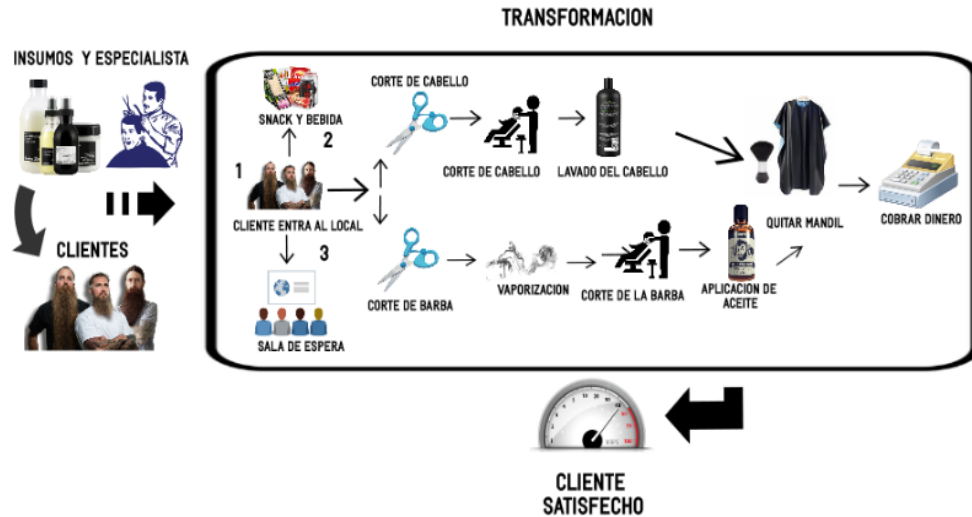 TRANSFORMACION
INSUMOS Y ESPECIALISTA
CLIENTES
SNACK Y BEBIDA
2
1
CLIENTE ENTRA AL LOCAL
3
SALA DE ESPERA
CORTE DE CABELLO
CORTE DE CABELLO
LAVADO DEL CABELLO
CORTE DE BARBA
VAPORIZACION
CORTE DE LA BARBA
APLICACION DE
ACEITE
QUITAR MANDIL
COBRAR DINERO
CLIENTE
SATISFECHO